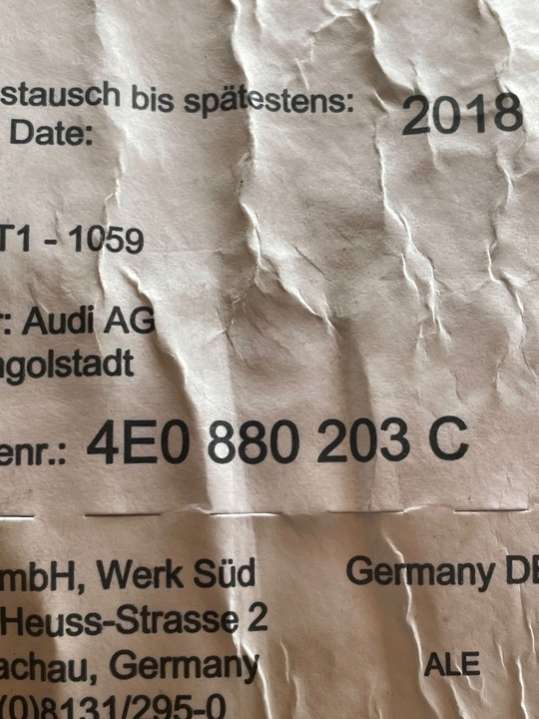 stausch bis spätestens: 2018
Date:
T1 - 1059
: Audi AG
ngolstadt
enr.: 4E0 880 203 C
mbH, Werk Süd Germany DE
Heuss-Strasse 2
achau, Germany ALE
(0)8131/295-0